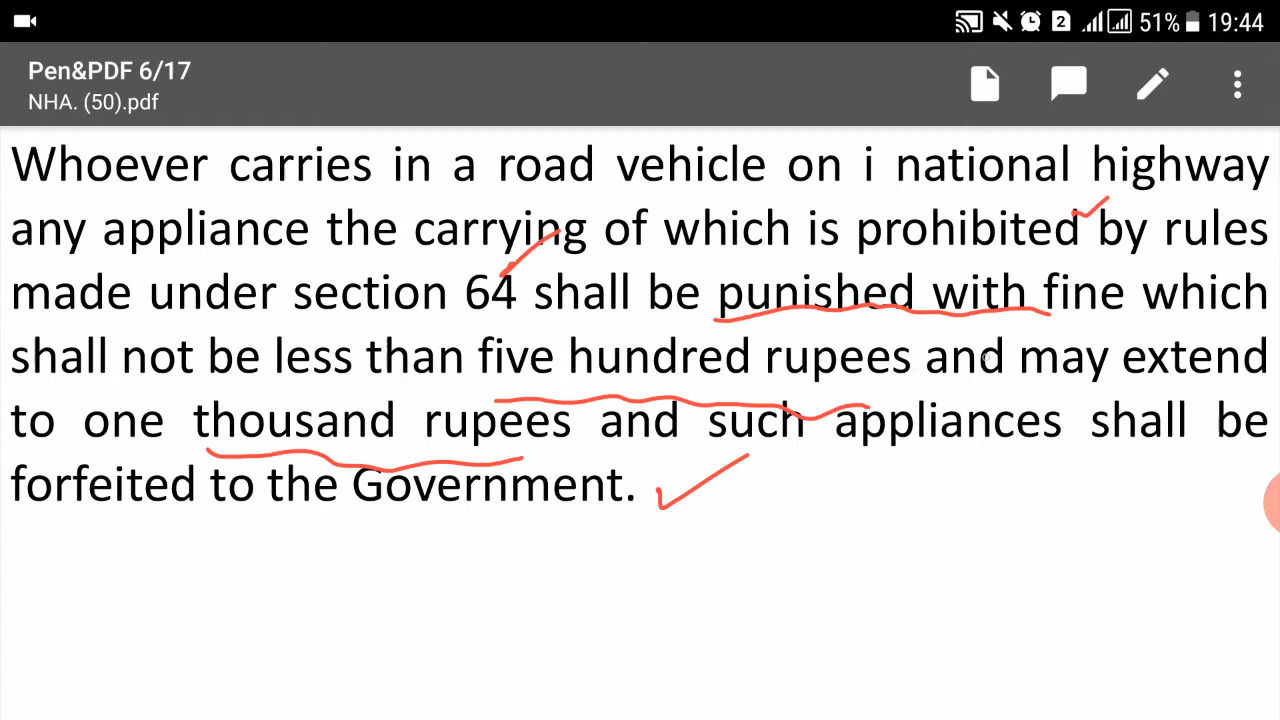 2 51% 19:44
Pen&PDF 6/17
NHA. (50).pdf
Whoever carries in a road vehicle on i national highway
any appliance the carrying of which is prohibited by rules
made under section 64 shall be punished with fine which
shall not be less than five hundred rupees and may extend
to one thousand rupees and such appliances shall be
forfeited to the Government.